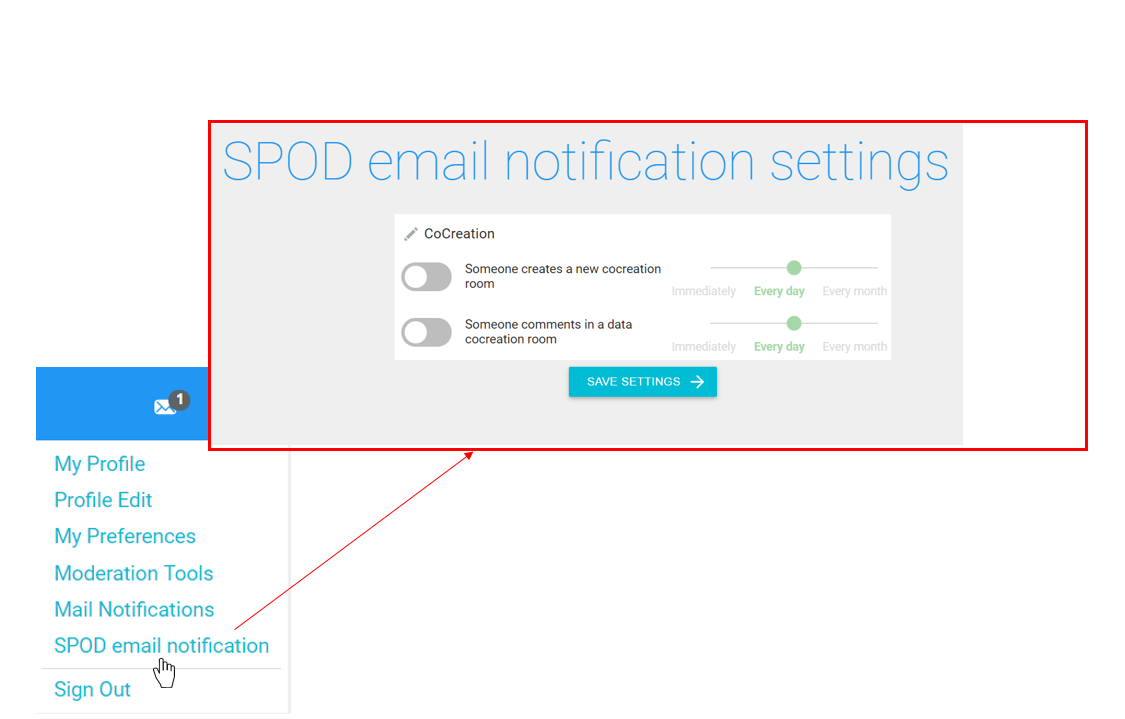 SPOD email notification settings
CoCreation
Someone creates a new cocreation
room
Immediately Every day Every month
Someone comments in a data
cocreation room
Immediately Every day Every month
SAVE SETTINGS
1
My Profile
Profile Edit
My Preferences
Moderation Tools
Mail Notifications
SPOD email notification
Sign Out